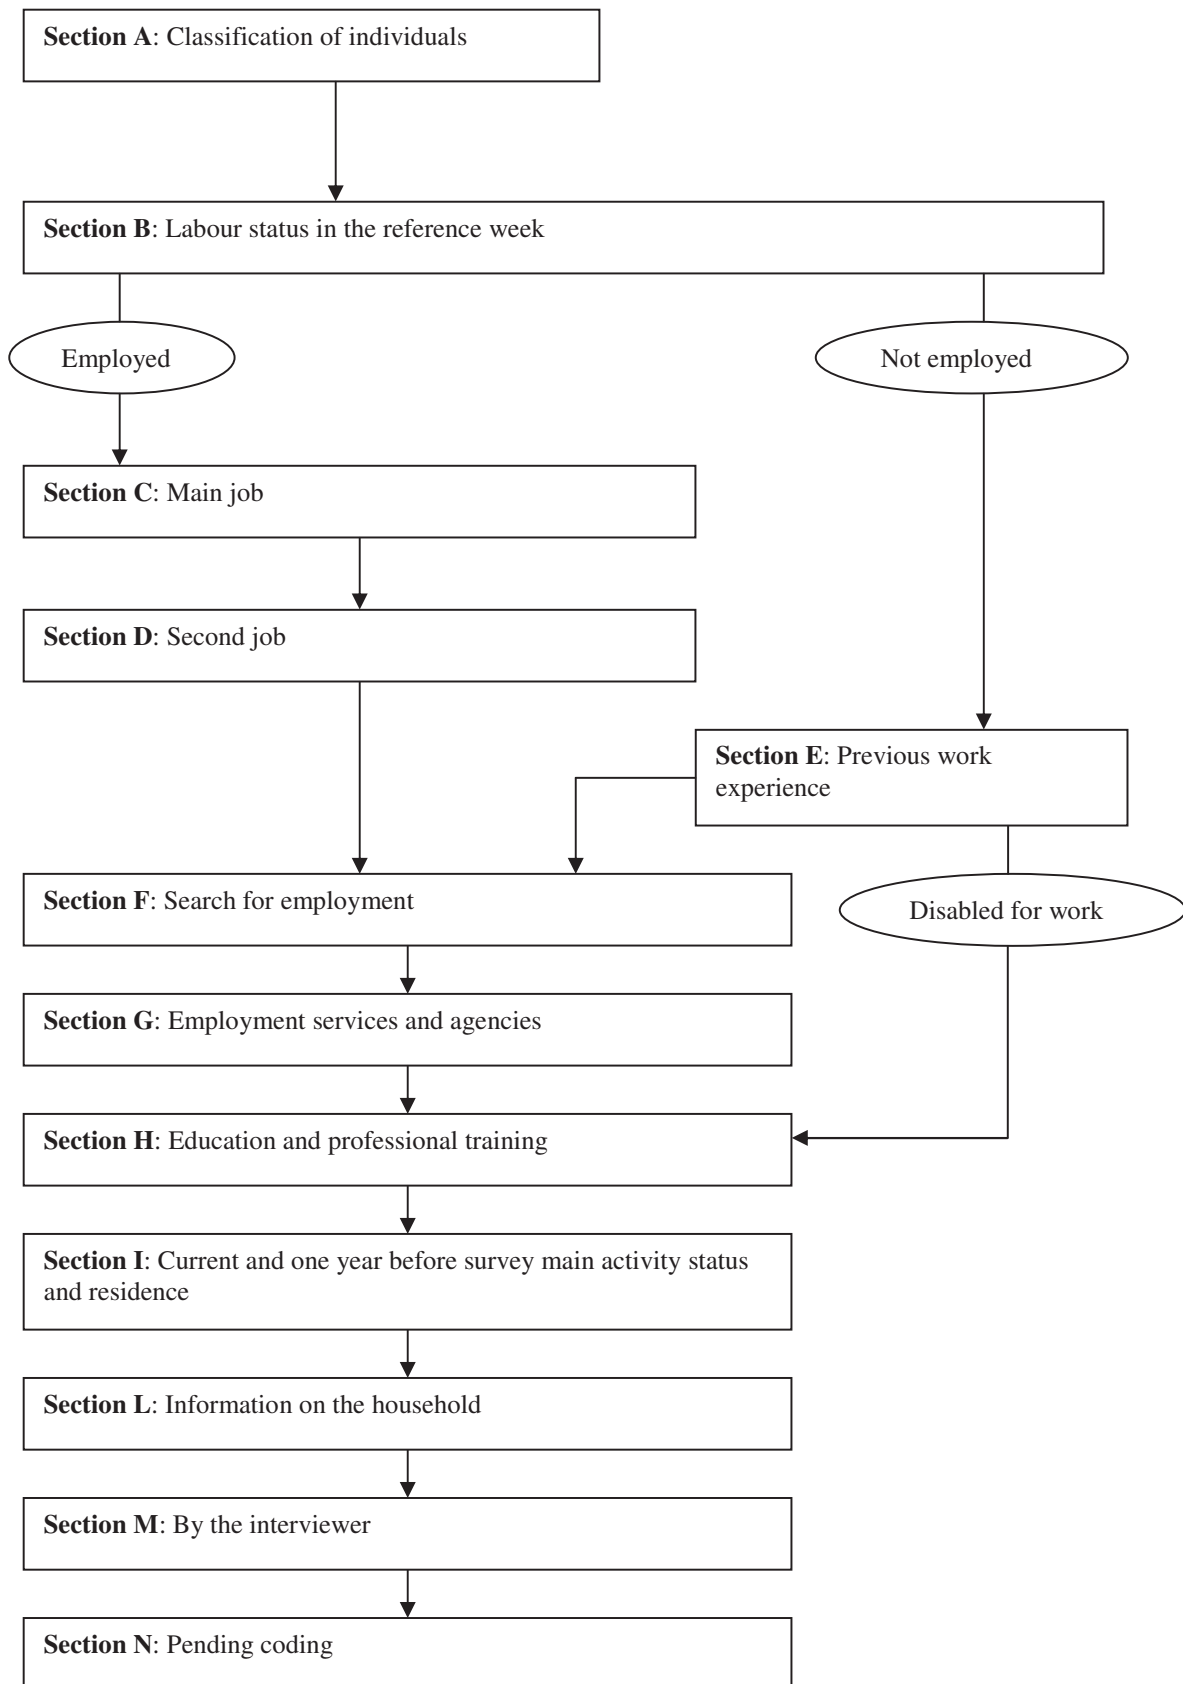 Section A: Classification of individuals
Section B: Labour status in the reference week
Employed
Not employed
Section C: Main job
Section D: Second job
Section E: Previous work
experience
Section F: Search for employment
Disabled for work
Section G: Employment services and agencies
Section H: Education and professional training
Section I: Current and one year before survey main activity status
and residence
Section L: Information on the household
Section M: By the interviewer
Section N: Pending coding